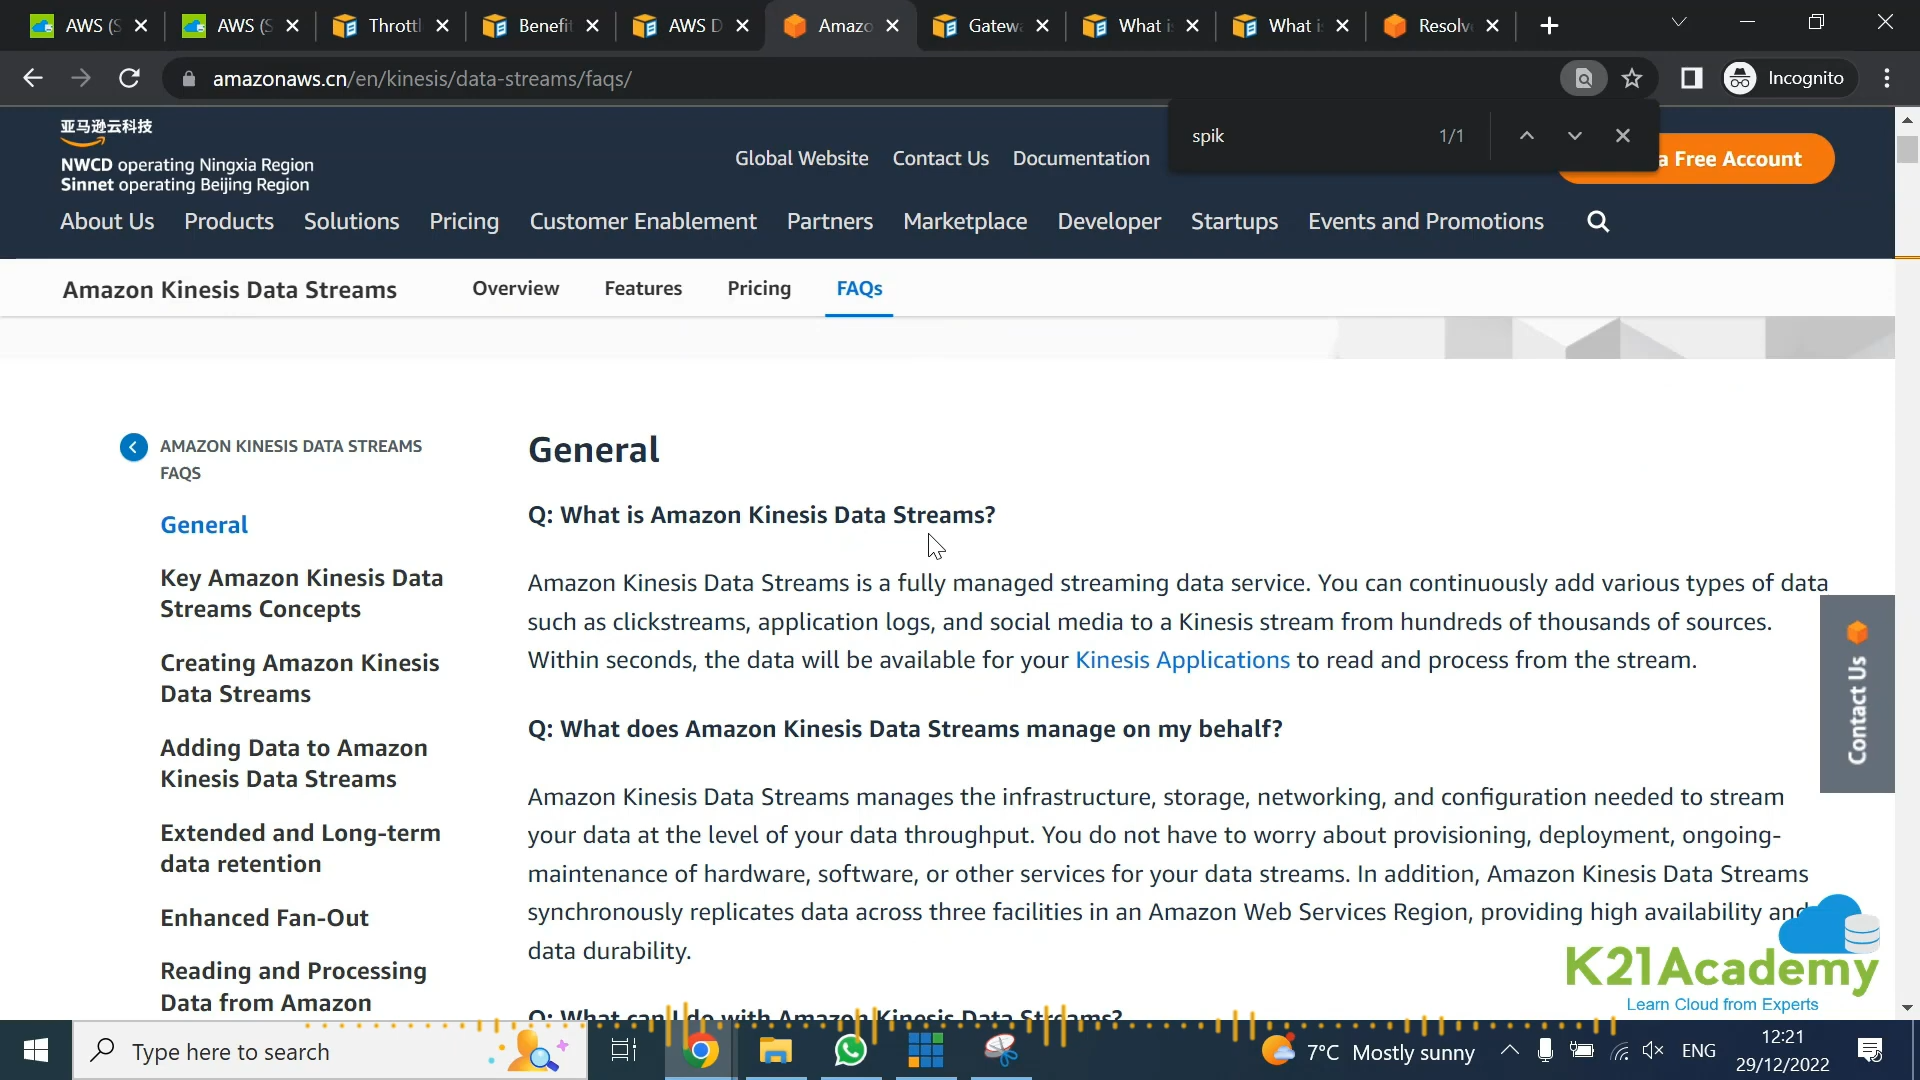 AWS (S
AWS (S
Throttl
Benefit
AWS D
Amazo
Gatew
What i
What i
Resolv
amazonaws.cn/en/kinesis/data-streams/faqs/
Incognito
spik
1/1
亚马逊云科技
NWCD operating Ningxia Region
Sinnet operating Beijing Region
Global Website
Contact Us
Documentation
a Free Account
About Us
Products
Solutions
Pricing
Customer Enablement
Partners
Marketplace
Developer
Startups
Events and Promotions
Amazon Kinesis Data Streams
Overview
Features
Pricing
FAQs
AMAZON KINESIS DATA STREAMS
FAQS
General
Key Amazon Kinesis Data
Streams Concepts
Creating Amazon Kinesis
Data Streams
Adding Data to Amazon
Kinesis Data Streams
Extended and Long-term
data retention
Enhanced Fan-Out
Reading and Processing
Data from Amazon
General
Q: What is Amazon Kinesis Data Streams?
Amazon Kinesis Data Streams is a fully managed streaming data service. You can continuously add various types of data
such as clickstreams, application logs, and social media to a Kinesis stream from hundreds of thousands of sources.
Within seconds, the data will be available for your Kinesis Applications to read and process from the stream.
Q: What does Amazon Kinesis Data Streams manage on my behalf?
Amazon Kinesis Data Streams manages the infrastructure, storage, networking, and configuration needed to stream
your data at the level of your data throughput. You do not have to worry about provisioning, deployment, ongoing-
maintenance of hardware, software, or other services for your data streams. In addition, Amazon Kinesis Data Streams
synchronously replicates data across three facilities in an Amazon Web Services Region, providing high availability and
data durability.
Q: What can I do with Amazon Kinesis Data Streams?
Contact Us
K21Academy
Learn Cloud from Experts
Type here to search
7°C Mostly sunny
ENG
12:21
29/12/2022